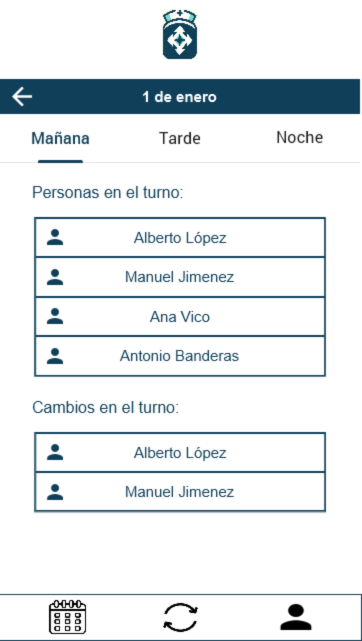 1 de enero
Mañana Tarde Noche
Personas en el turno:
Alberto López
Manuel Jimenez
Ana Vico
Antonio Banderas
Cambios en el turno:
Alberto López
Manuel Jimenez